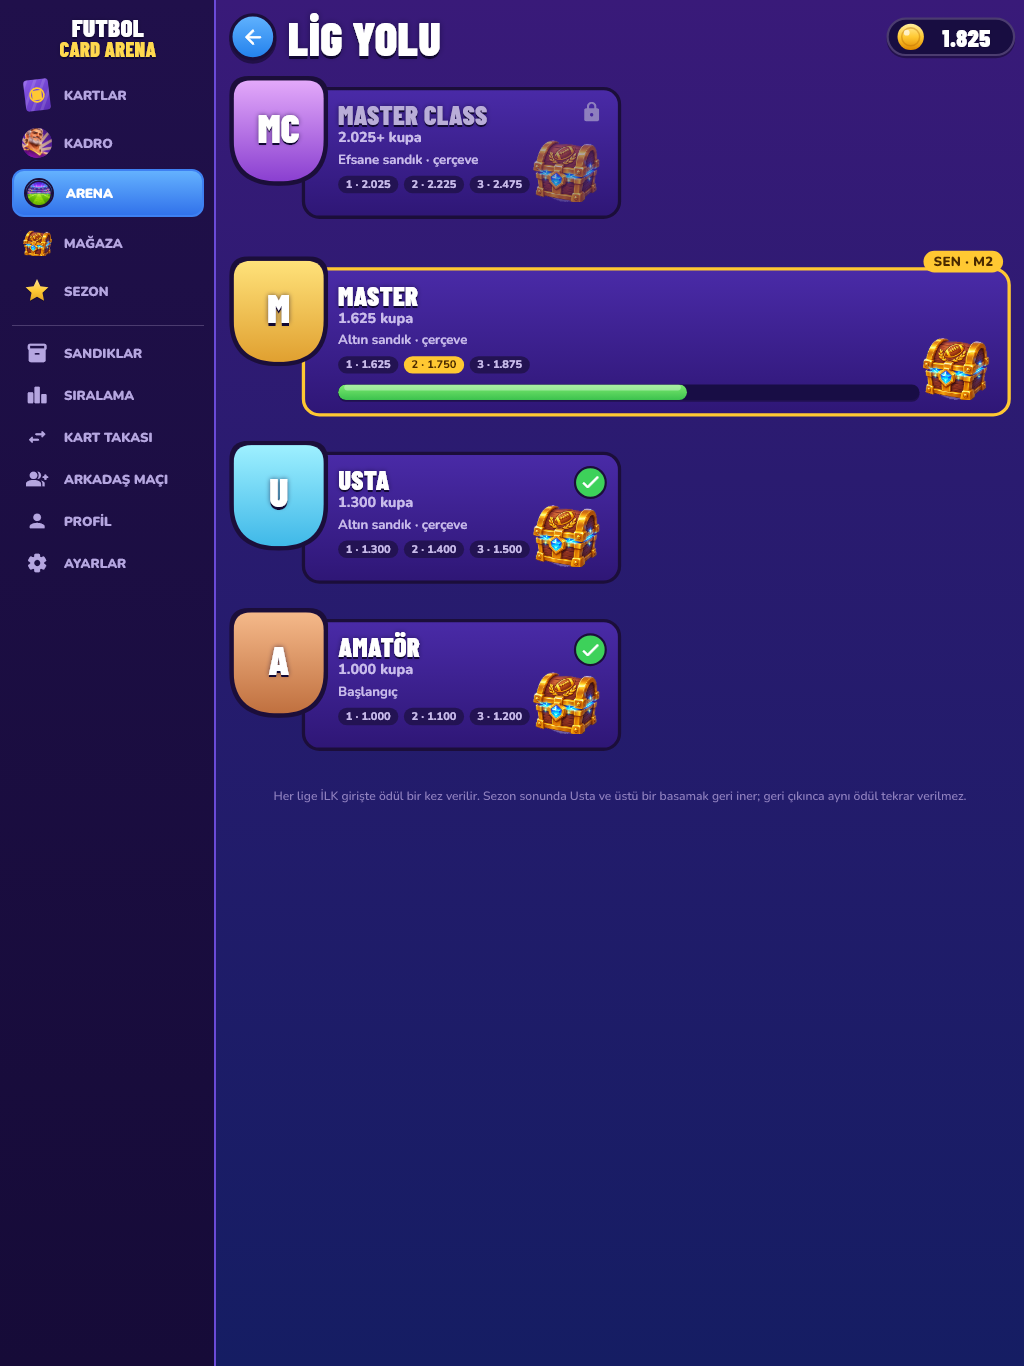 FUTBOL
CARD ARENA
KARTLAR
KADRO
ARENA
MAĞAZA
SEZON
SANDIKLAR
SIRALAMA
KART TAKASI
ARKADAŞ MAÇI
PROFİL
AYARLAR
LİG YOLU
1.825
MC
MASTER CLASS
2.025+ kupa
Efsane sandık · çerçeve
1 · 2.025 2 · 2.225 3 · 2.475
SEN · M2
M
MASTER
1.625 kupa
Altın sandık · çerçeve
1 · 1.625 2 · 1.750 3 · 1.875
U
USTA
1.300 kupa
Altın sandık · çerçeve
1 · 1.300 2 · 1.400 3 · 1.500
A
AMATÖR
1.000 kupa
Başlangıç
1 · 1.000 2 · 1.100 3 · 1.200
Her lige İLK girişte ödül bir kez verilir. Sezon sonunda Usta ve üstü bir basamak geri iner; geri çıkınca aynı ödül tekrar verilmez.